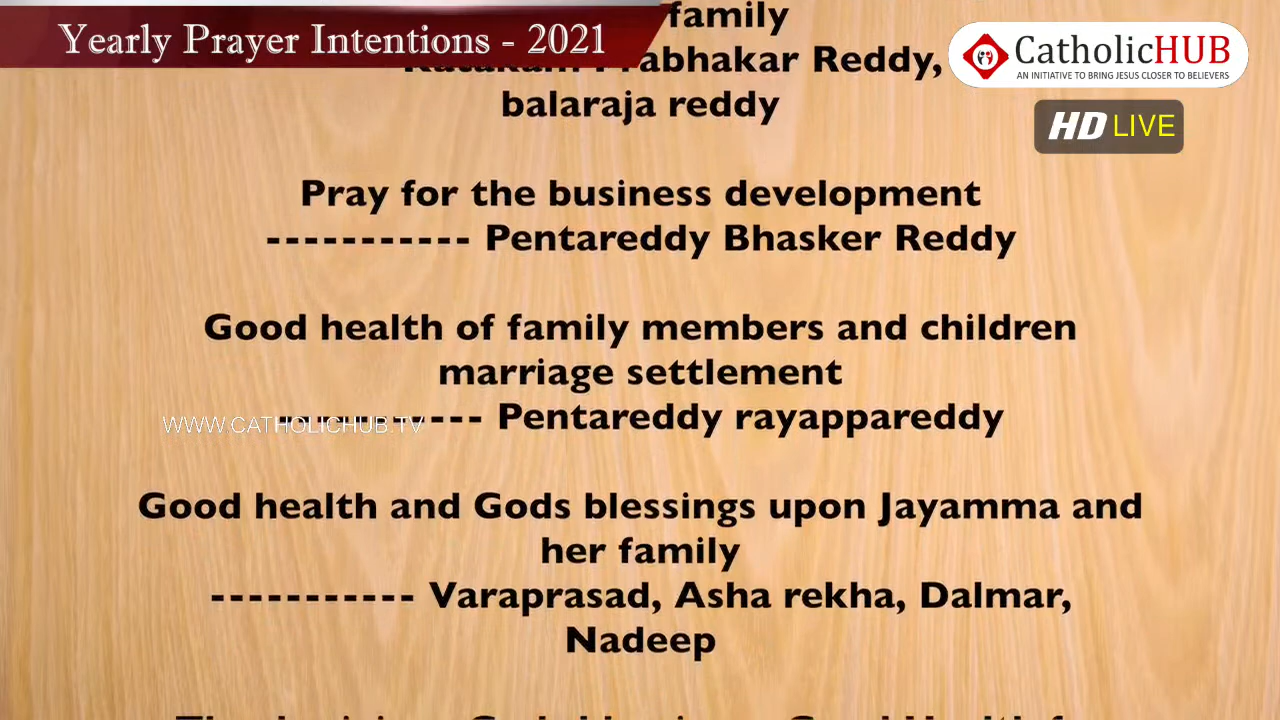 Yearly Prayer Intentions - 2021
family
Prabhakar Reddy,
balaraja reddy
CatholicHUB
AN INITIATIVE TO BRING JESUS CLOSER TO BELIEVERS
HD LIVE
Pray for the business development
----------- Pentareddy Bhasker Reddy
Good health of family members and children
marriage settlement
----------- Pentareddy rayappareddy
WWW.CATHOLICHUB.TV
Good health and Gods blessings upon Jayamma and
her family
----------- Varaprasad, Asha rekha, Dalmar,
Nadeep